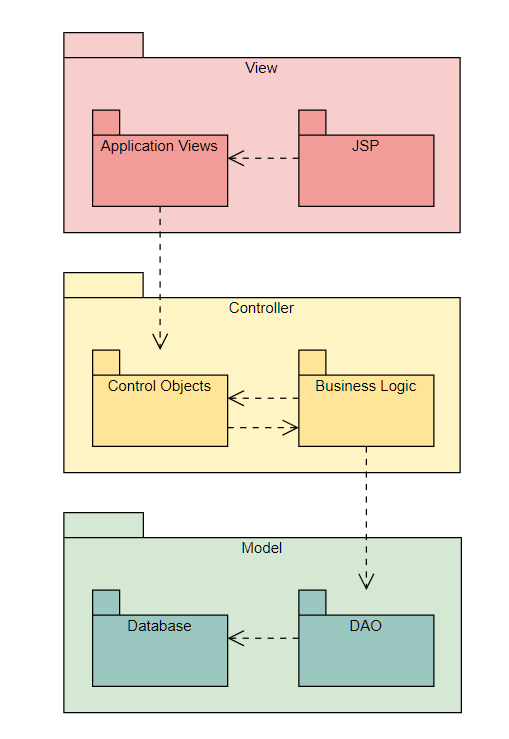 View
Application Views
JSP
Controller
Control Objects
Business Logic
Model
Database
DAO